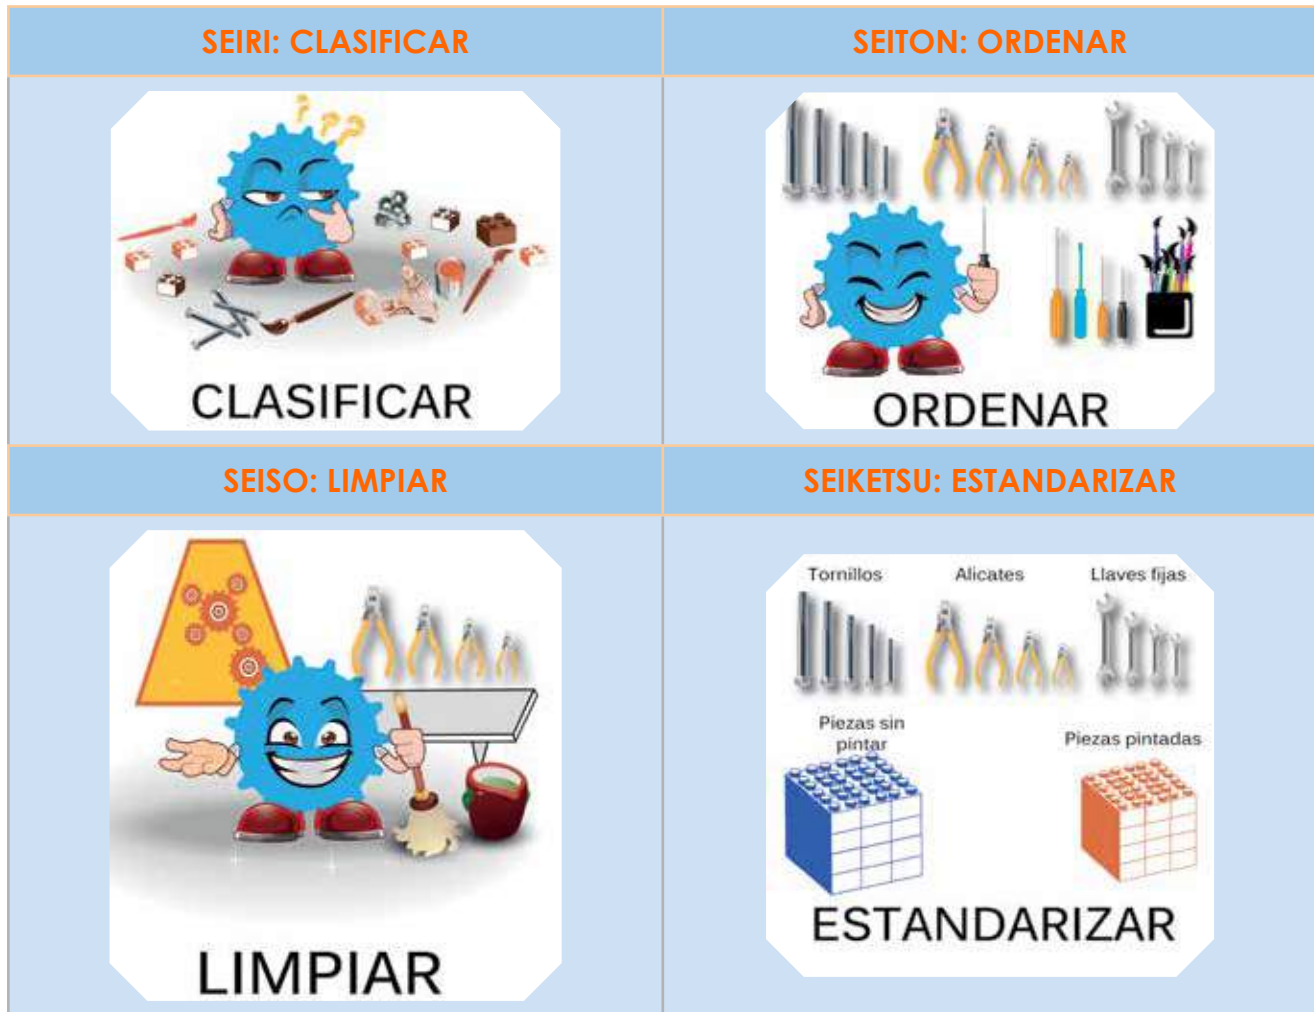 SEIRI: CLASIFICAR
SEITON: ORDENAR
CLASIFICAR
ORDENAR
SEISO: LIMPIAR
SEIKETSU: ESTANDARIZAR
LIMPIAR
Tornillos
Alicates
Llaves fijas
Piezas sin
pintar
Piezas pintadas
ESTANDARIZAR